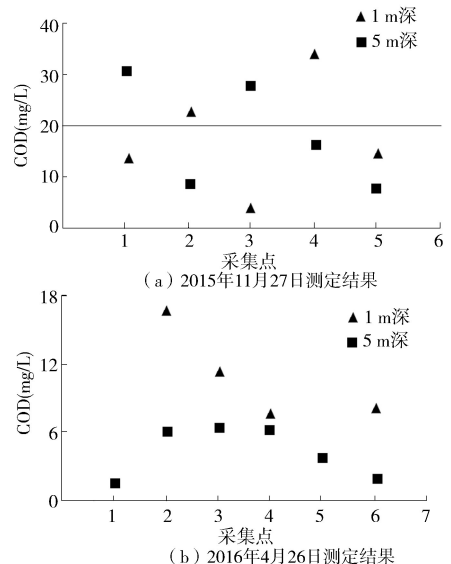 ▲ 1 m深
■ 5 m深
COD(mg/L)
40
30
20
10
0
1 2 3 4 5 6
采集点
（a）2015年11月27日测定结果
▲ 1 m深
■ 5 m深
COD(mg/L)
18
12
6
0
1 2 3 4 5 6 7
采集点
（b）2016年4月26日测定结果